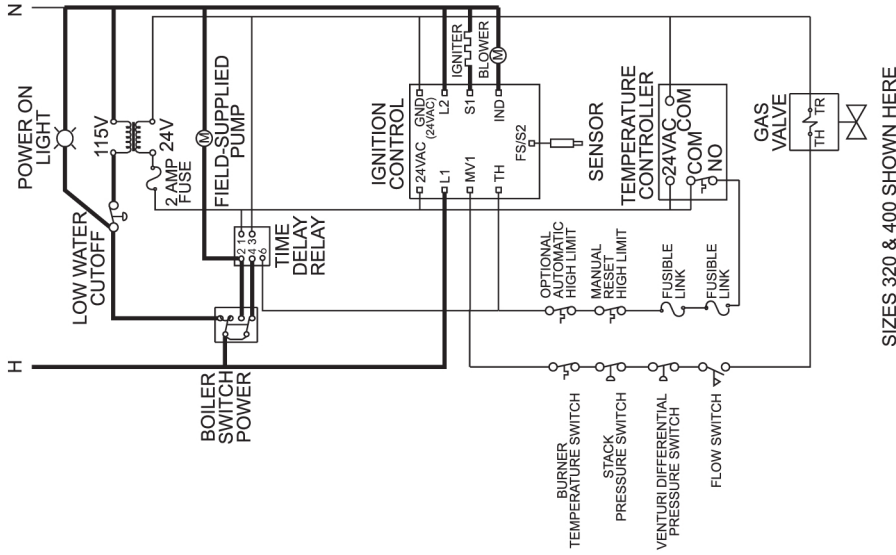 N
POWER ON
LIGHT
115V
24V
2 AMP
FUSE
FIELD-SUPPLIED
PUMP
LOW WATER
CUTOFF
1
3
2
4
6
TIME
DELAY
RELAY
H
BOILER
SWITCH
POWER
IGNITION
CONTROL
24VAC
GND
(24VAC)
L1
L2
MV1
S1
TH
IND
IGNITER
BLOWER
M
M
FS/S2
SENSOR
TEMPERATURE
CONTROLLER
24VAC
COM
COM
NO
GAS
VALVE
TH
TR
OPTIONAL
AUTOMATIC
HIGH LIMIT
MANUAL
RESET
HIGH LIMIT
FUSIBLE
LINK
FUSIBLE
LINK
BURNER
TEMPERATURE SWITCH
STACK
PRESSURE SWITCH
VENTURI DIFFERENTIAL
PRESSURE SWITCH
FLOW SWITCH
SIZES 320 & 400 SHOWN HERE